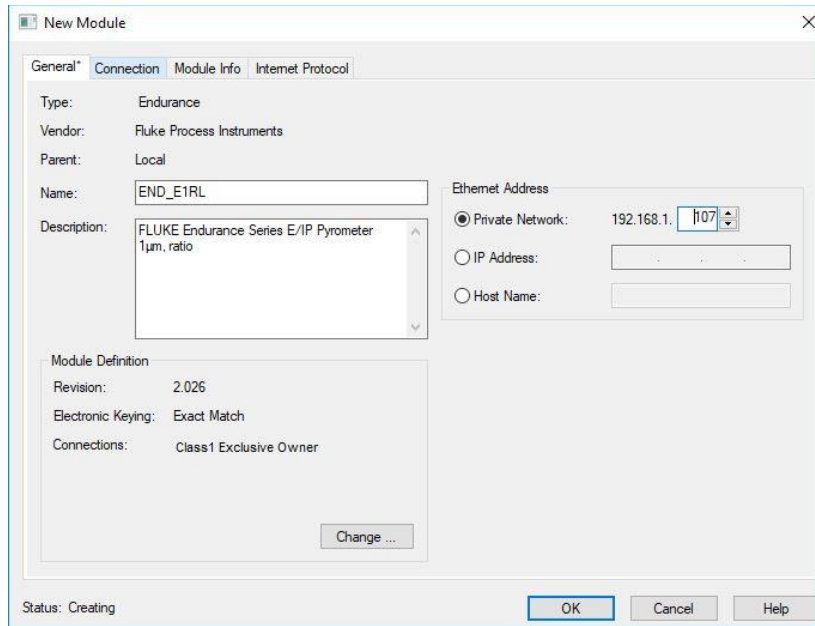 New Module
General* Connection Module Info Internet Protocol
Type: Endurance
Vendor: Fluke Process Instruments
Parent: Local
Name: END_E1RL
Description: FLUKE Endurance Series E/IP Pyrometer
1µm, ratio
Ethernet Address
Private Network: 192.168.1. 107
IP Address: . . .
Host Name:
Module Definition
Revision: 2.026
Electronic Keying: Exact Match
Connections: Class1 Exclusive Owner
Change ...
Status: Creating
OK Cancel Help